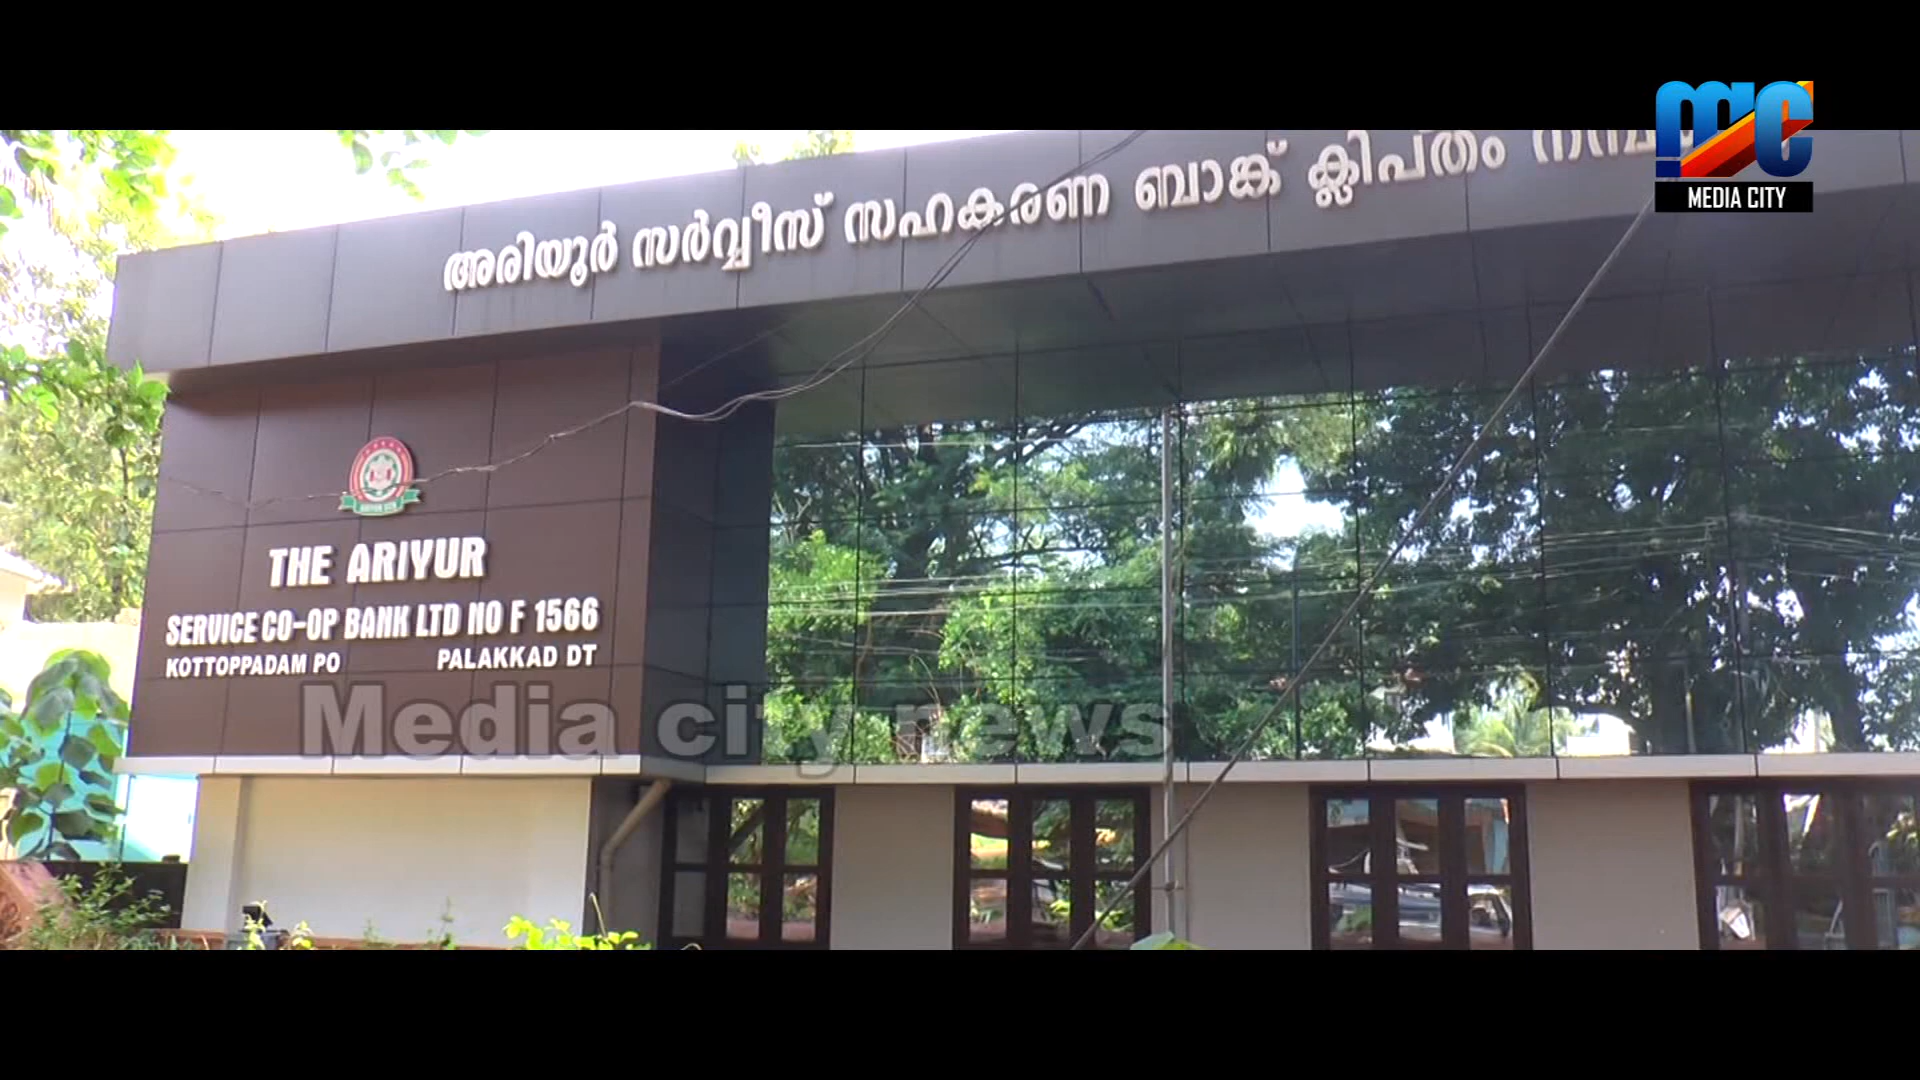 അരിയൂർ സർവ്വീസ് സഹകരണ ബാങ്ക് ക്ലിപ്തം
MEDIA CITY
THE ARIYUR
SERVICE CO-OP BANK LTD NO F 1566
KOTTOPPADAM PO PALAKKAD DT
Media city news